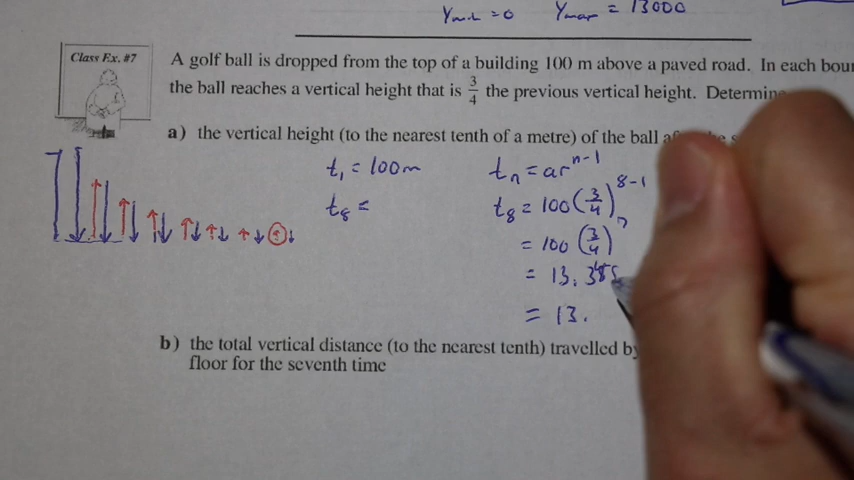 Ymin = 0 Ymax = 13000
Class Ex. #7
A golf ball is dropped from the top of a building 100 m above a paved road. In each
the ball reaches a vertical height that is 3/4 the previous vertical height.
a) the vertical height (to the nearest tenth of a metre) of the ball
t₁ = 100m
t₈ =
tₙ = ar^(n-1)
t₈ = 100(3/4)^(8-1)
= 100(3/4)^7
= 13.
= 13.
b) the total vertical distance (to the nearest tenth) travelled
floor for the seventh time